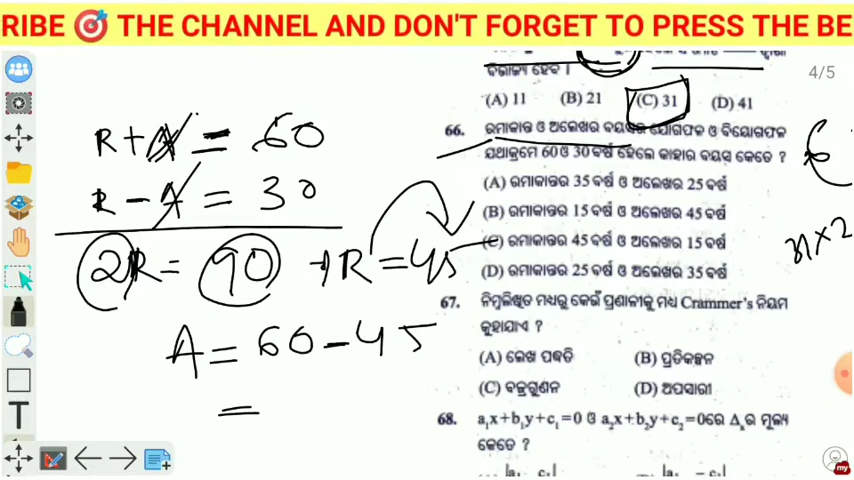 RIBE 🎯 THE CHANNEL AND DON'T FORGET TO PRESS THE BE
4/5
ବିଭାଜ୍ୟ ହେବ ।
(A) 11 (B) 21 (C) 31 (D) 41
66. ରମାକାନ୍ତ ଓ ଅଲେଖର ବୟସର ଯୋଗଫଳ ଓ ବିୟୋଗଫଳ
ଯଥାକ୍ରମେ 60 ଓ 30 ବର୍ଷ ହେଲେ କାହାର ବୟସ କେତେ ?
(A) ରମାକାନ୍ତର 35 ବର୍ଷ ଓ ଅଲେଖର 25 ବର୍ଷ
(B) ରମାକାନ୍ତର 15 ବର୍ଷ ଓ ଅଲେଖର 45 ବର୍ଷ
(C) ରମାକାନ୍ତର 45 ବର୍ଷ ଓ ଅଲେଖର 15 ବର୍ଷ
(D) ରମାକାନ୍ତର 25 ବର୍ଷ ଓ ଅଲେଖର 35 ବର୍ଷ
67. ନିମ୍ନଲିଖିତ ମଧ୍ୟରୁ କେଉଁ ପ୍ରଣାଳୀକୁ ମଧ୍ୟ Crammer's ନିୟମ
କୁହାଯାଏ ?
(A) ଲେଖ ପଦ୍ଧତି (B) ପ୍ରତିକଳ୍ପନ
(C) ବଜ୍ରଗୁଣନ (D) ଅପସାରୀ
68. a₁x+b₁y+c₁=0 ଓ a₂x+b₂y+c₂=0ରେ Δₓର ମୂଲ୍ୟ
କେତେ ?
R+A = 60
R-A = 30
2R = 90 R = 45
A = 60-45
=
T
my